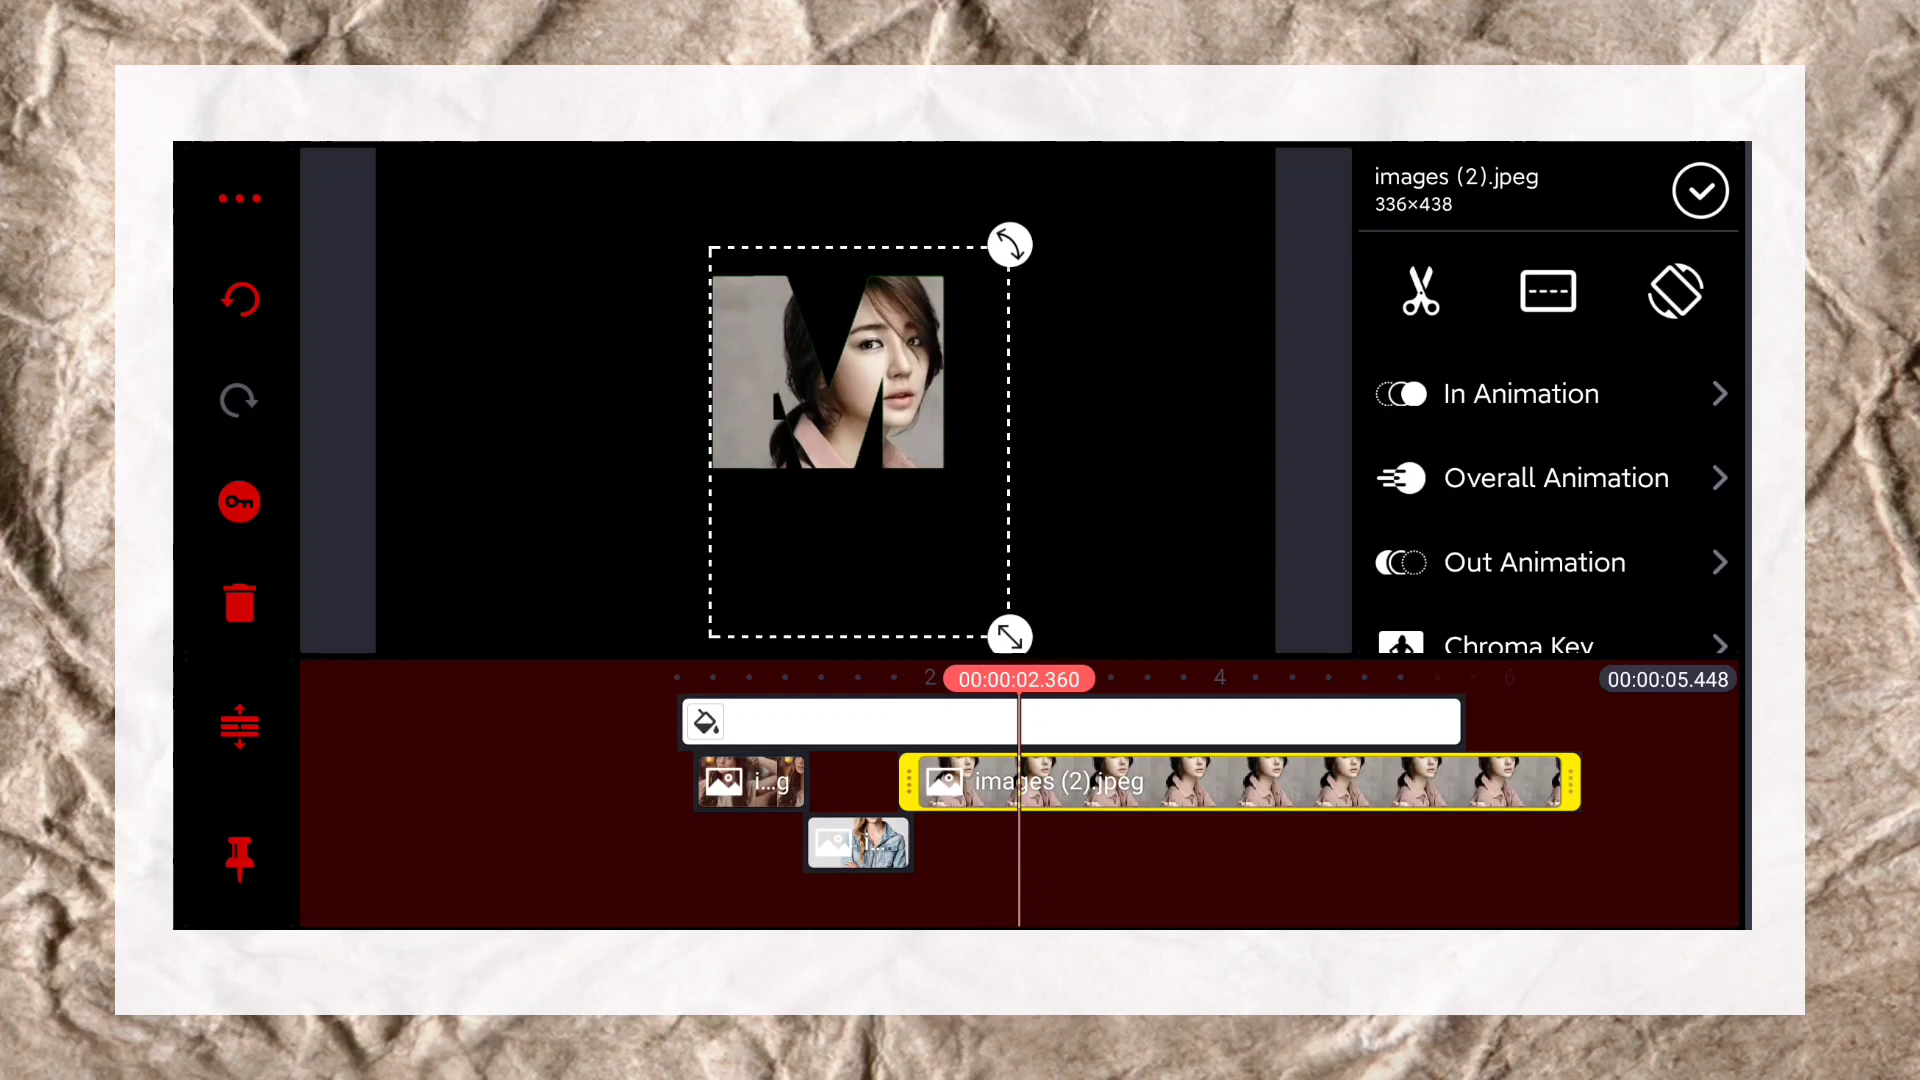 images (2).jpeg
336×438
In Animation
Overall Animation
Out Animation
Chroma Key
2
00:00:02.360
4
6
00:00:05.448
i...g
images (2).jpeg
i...